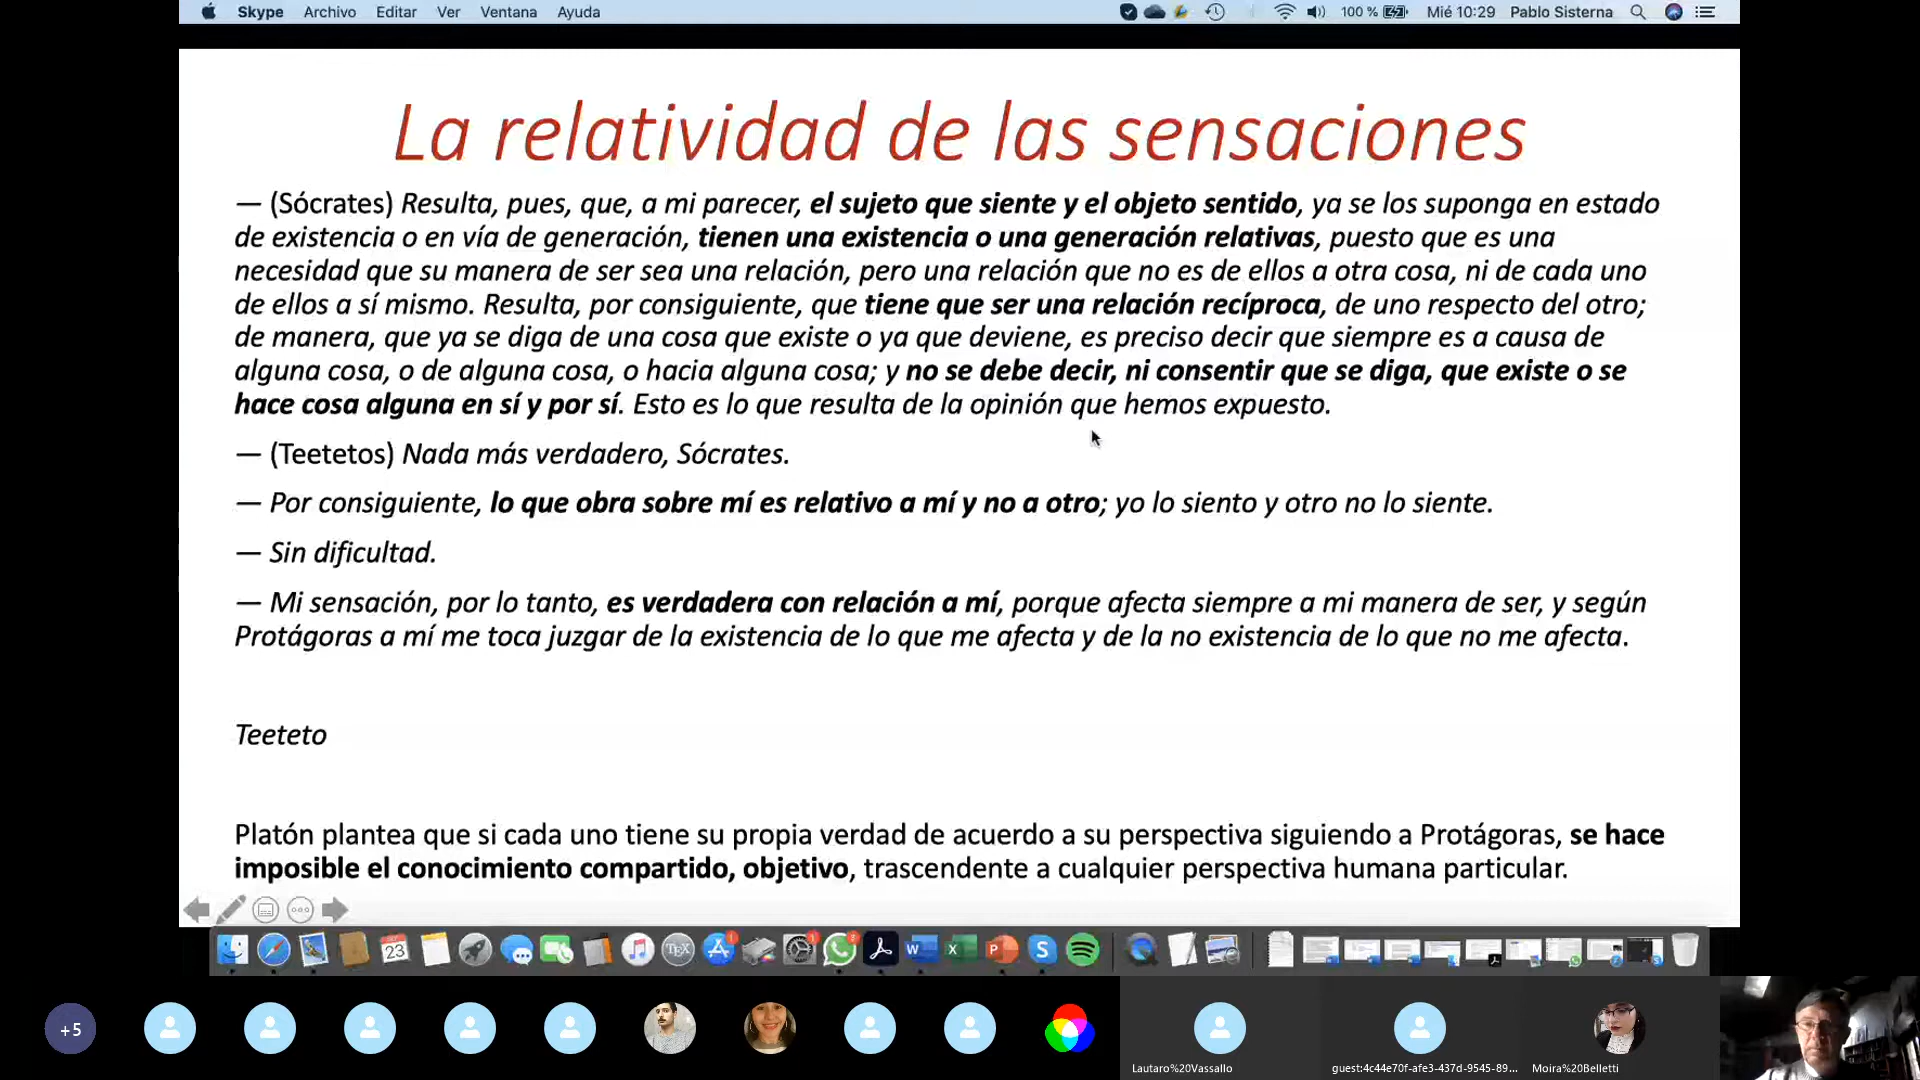 Skype Archivo Editar Ver Ventana Ayuda 100 % Mié 10:29 Pablo Sisterna
La relatividad de las sensaciones
— (Sócrates) Resulta, pues, que, a mi parecer, el sujeto que siente y el objeto sentido, ya se los suponga en estado
de existencia o en vía de generación, tienen una existencia o una generación relativas, puesto que es una
necesidad que su manera de ser sea una relación, pero una relación que no es de ellos a otra cosa, ni de cada uno
de ellos a sí mismo. Resulta, por consiguiente, que tiene que ser una relación recíproca, de uno respecto del otro;
de manera, que ya se diga de una cosa que existe o ya que deviene, es preciso decir que siempre es a causa de
alguna cosa, o de alguna cosa, o hacia alguna cosa; y no se debe decir, ni consentir que se diga, que existe o se
hace cosa alguna en sí y por sí. Esto es lo que resulta de la opinión que hemos expuesto.
— (Teetetos) Nada más verdadero, Sócrates.
— Por consiguiente, lo que obra sobre mí es relativo a mí y no a otro; yo lo siento y otro no lo siente.
— Sin dificultad.
— Mi sensación, por lo tanto, es verdadera con relación a mí, porque afecta siempre a mi manera de ser, y según
Protágoras a mí me toca juzgar de la existencia de lo que me afecta y de la no existencia de lo que no me afecta.
Teeteto
Platón plantea que si cada uno tiene su propia verdad de acuerdo a su perspectiva siguiendo a Protágoras, se hace
imposible el conocimiento compartido, objetivo, trascendente a cualquier perspectiva humana particular.
23 TEX W X P S
+5
Lautaro%20Vassallo guest:4c44e70f-afe3-437d-9545-89... Moira%20Belletti